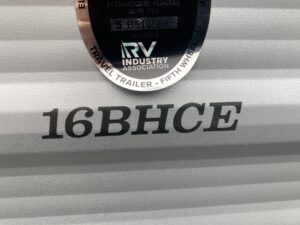 RV
INDUSTRY
ASSOCIATION
TRAVEL TRAILER - FIFTH WHEEL
16BHCE